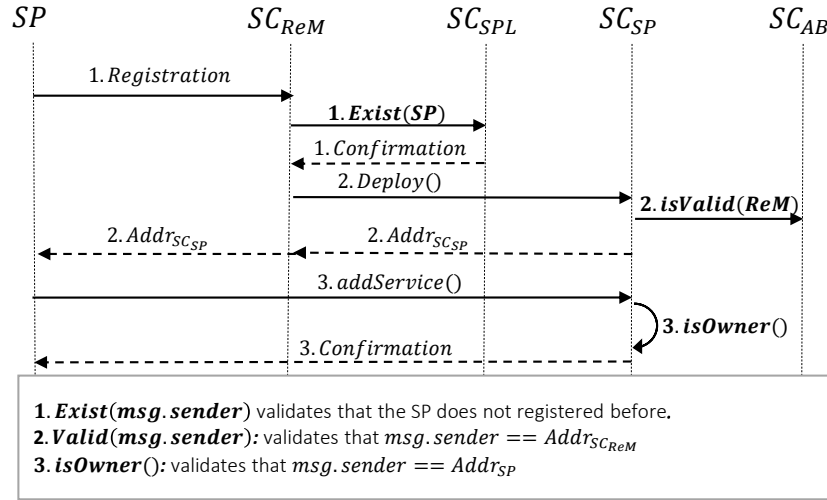 SP SC_ReM SC_SPL SC_SP SC_AB
1. Registration
1. Exist(SP)
1. Confirmation
2. Deploy()
2. isValid(ReM)
2. Addr_SC_SP 2. Addr_SC_SP
3. addService()
3. isOwner()
3. Confirmation
1. Exist(msg.sender) validates that the SP does not registered before.
2. Valid(msg.sender): validates that msg.sender == Addr_SC_ReM
3. isOwner(): validates that msg.sender == Addr_SP